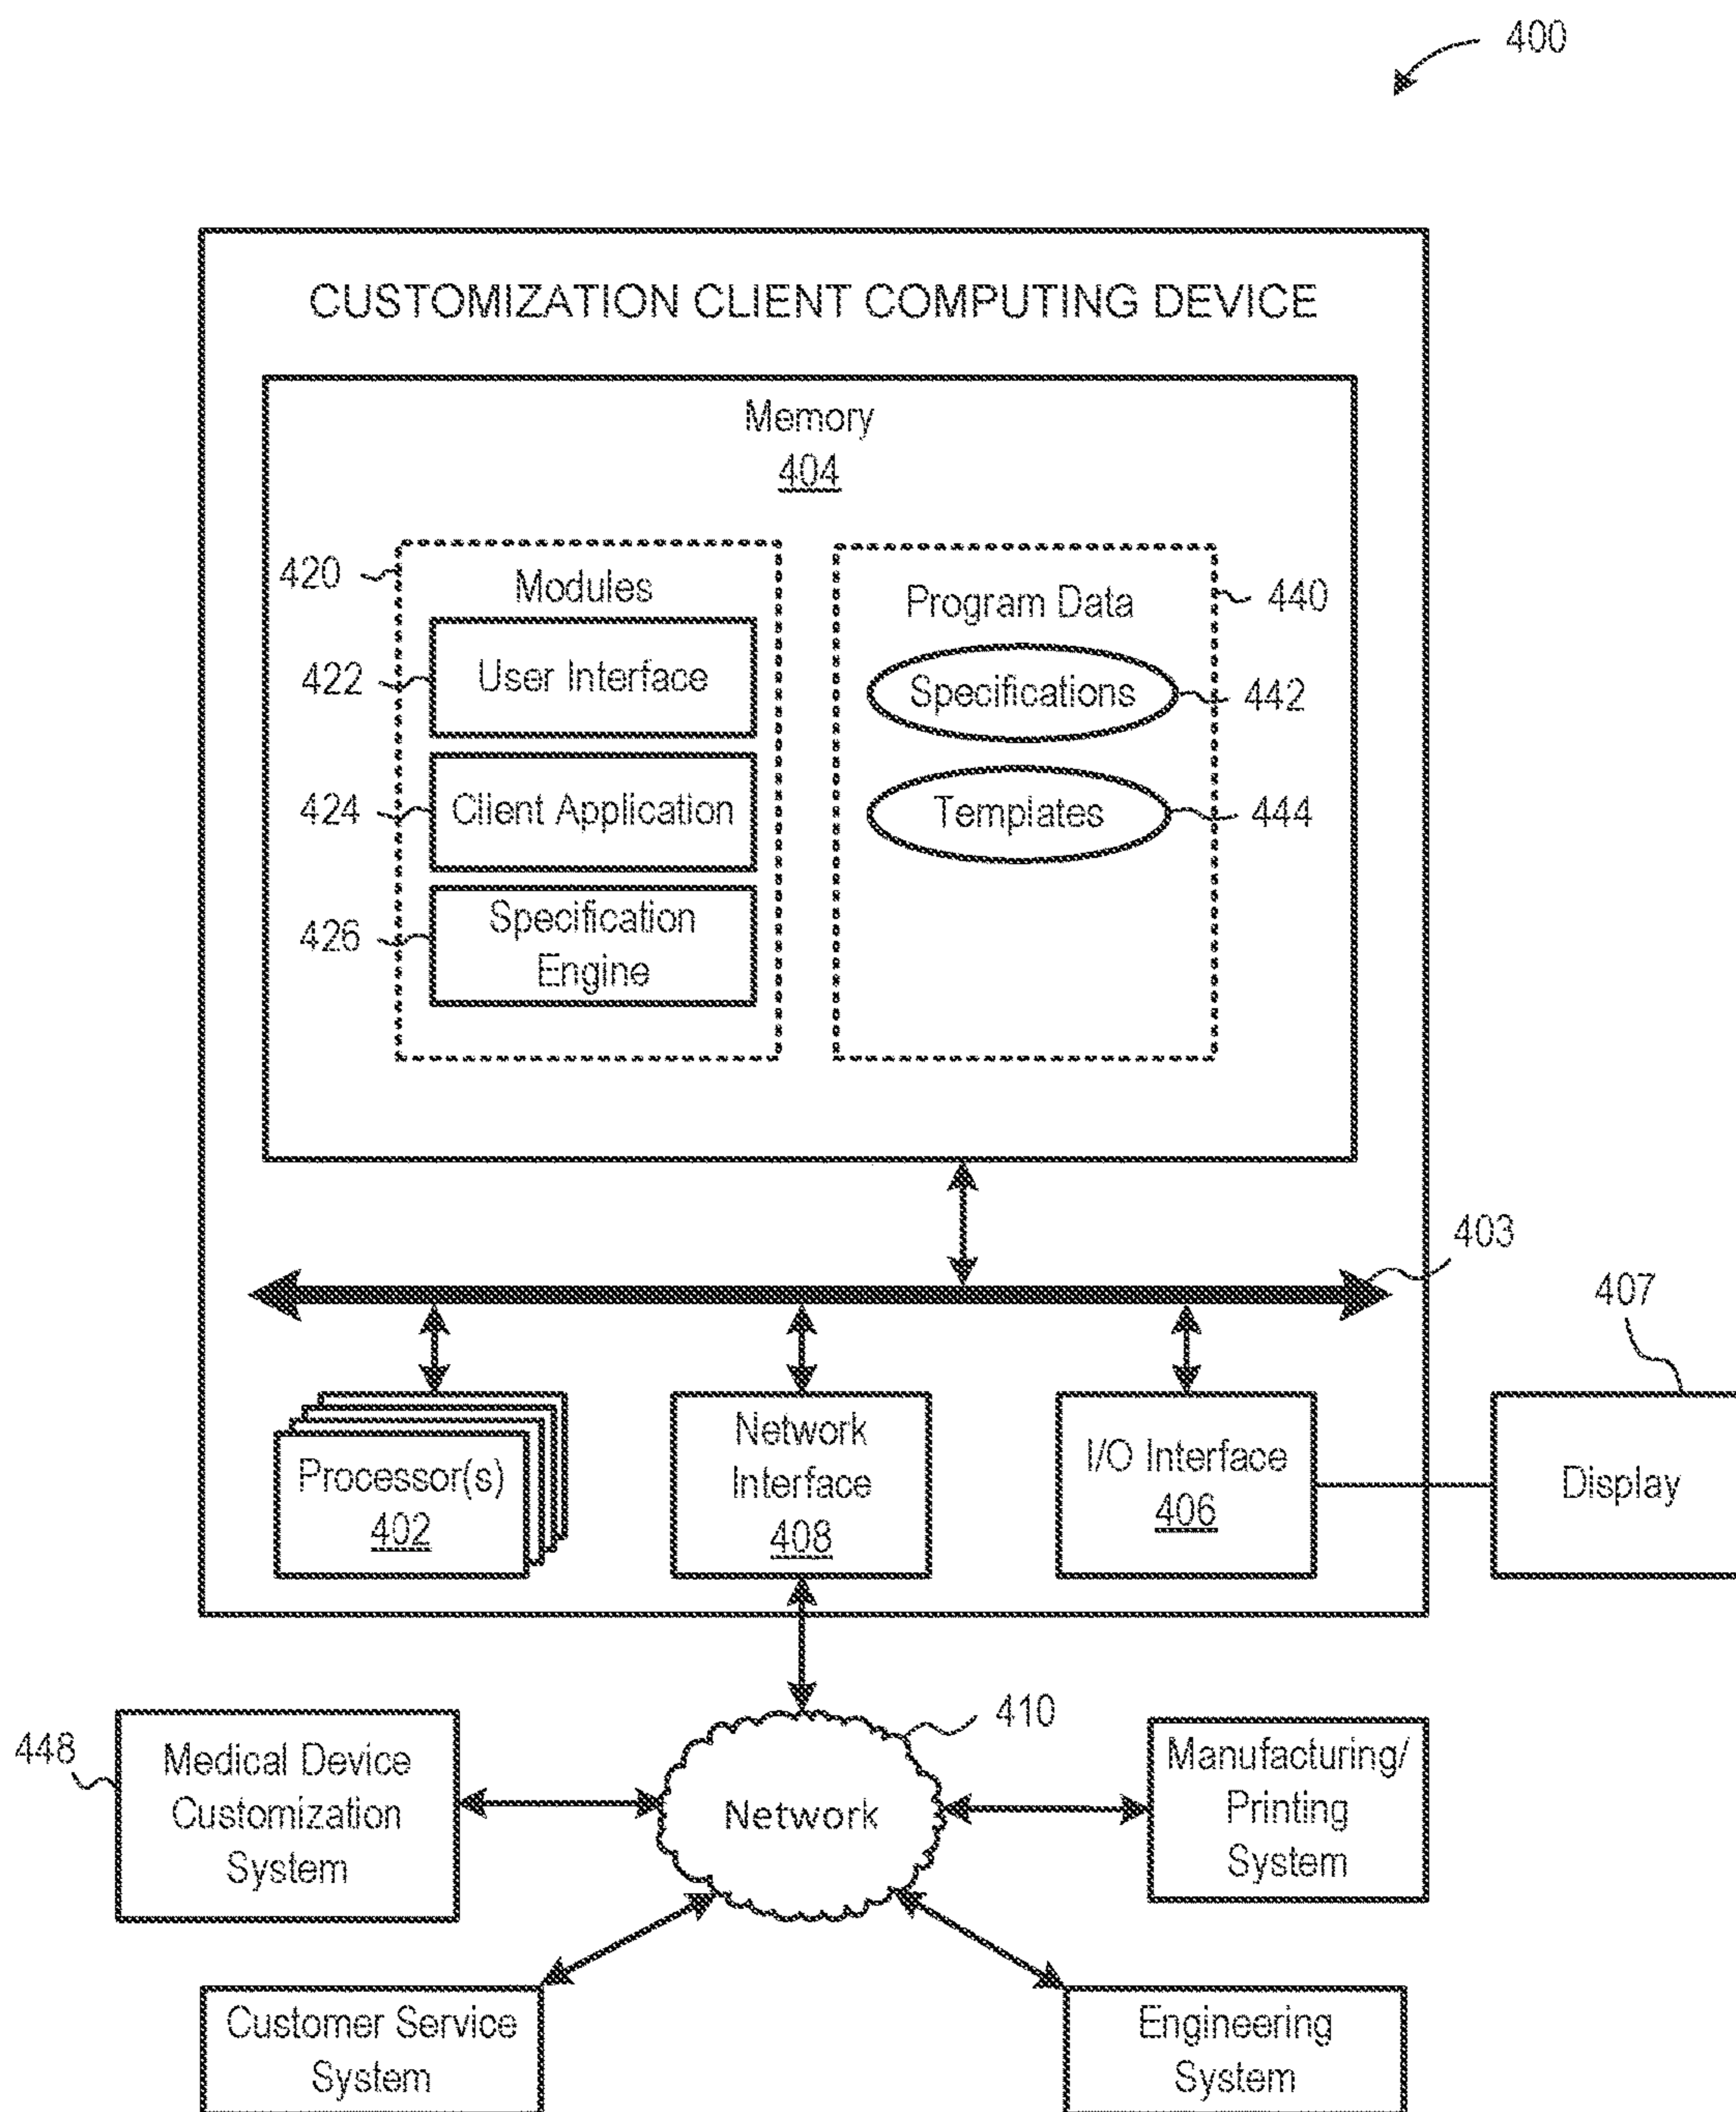 400
CUSTOMIZATION CLIENT COMPUTING DEVICE
Memory
404
420
Modules
422
User Interface
424
Client Application
426
Specification
Engine
Program Data
440
Specifications
442
Templates
444
403
407
Processor(s)
402
Network
Interface
408
I/O Interface
406
Display
410
448
Medical Device
Customization
System
Network
Manufacturing/
Printing
System
Customer Service
System
Engineering
System